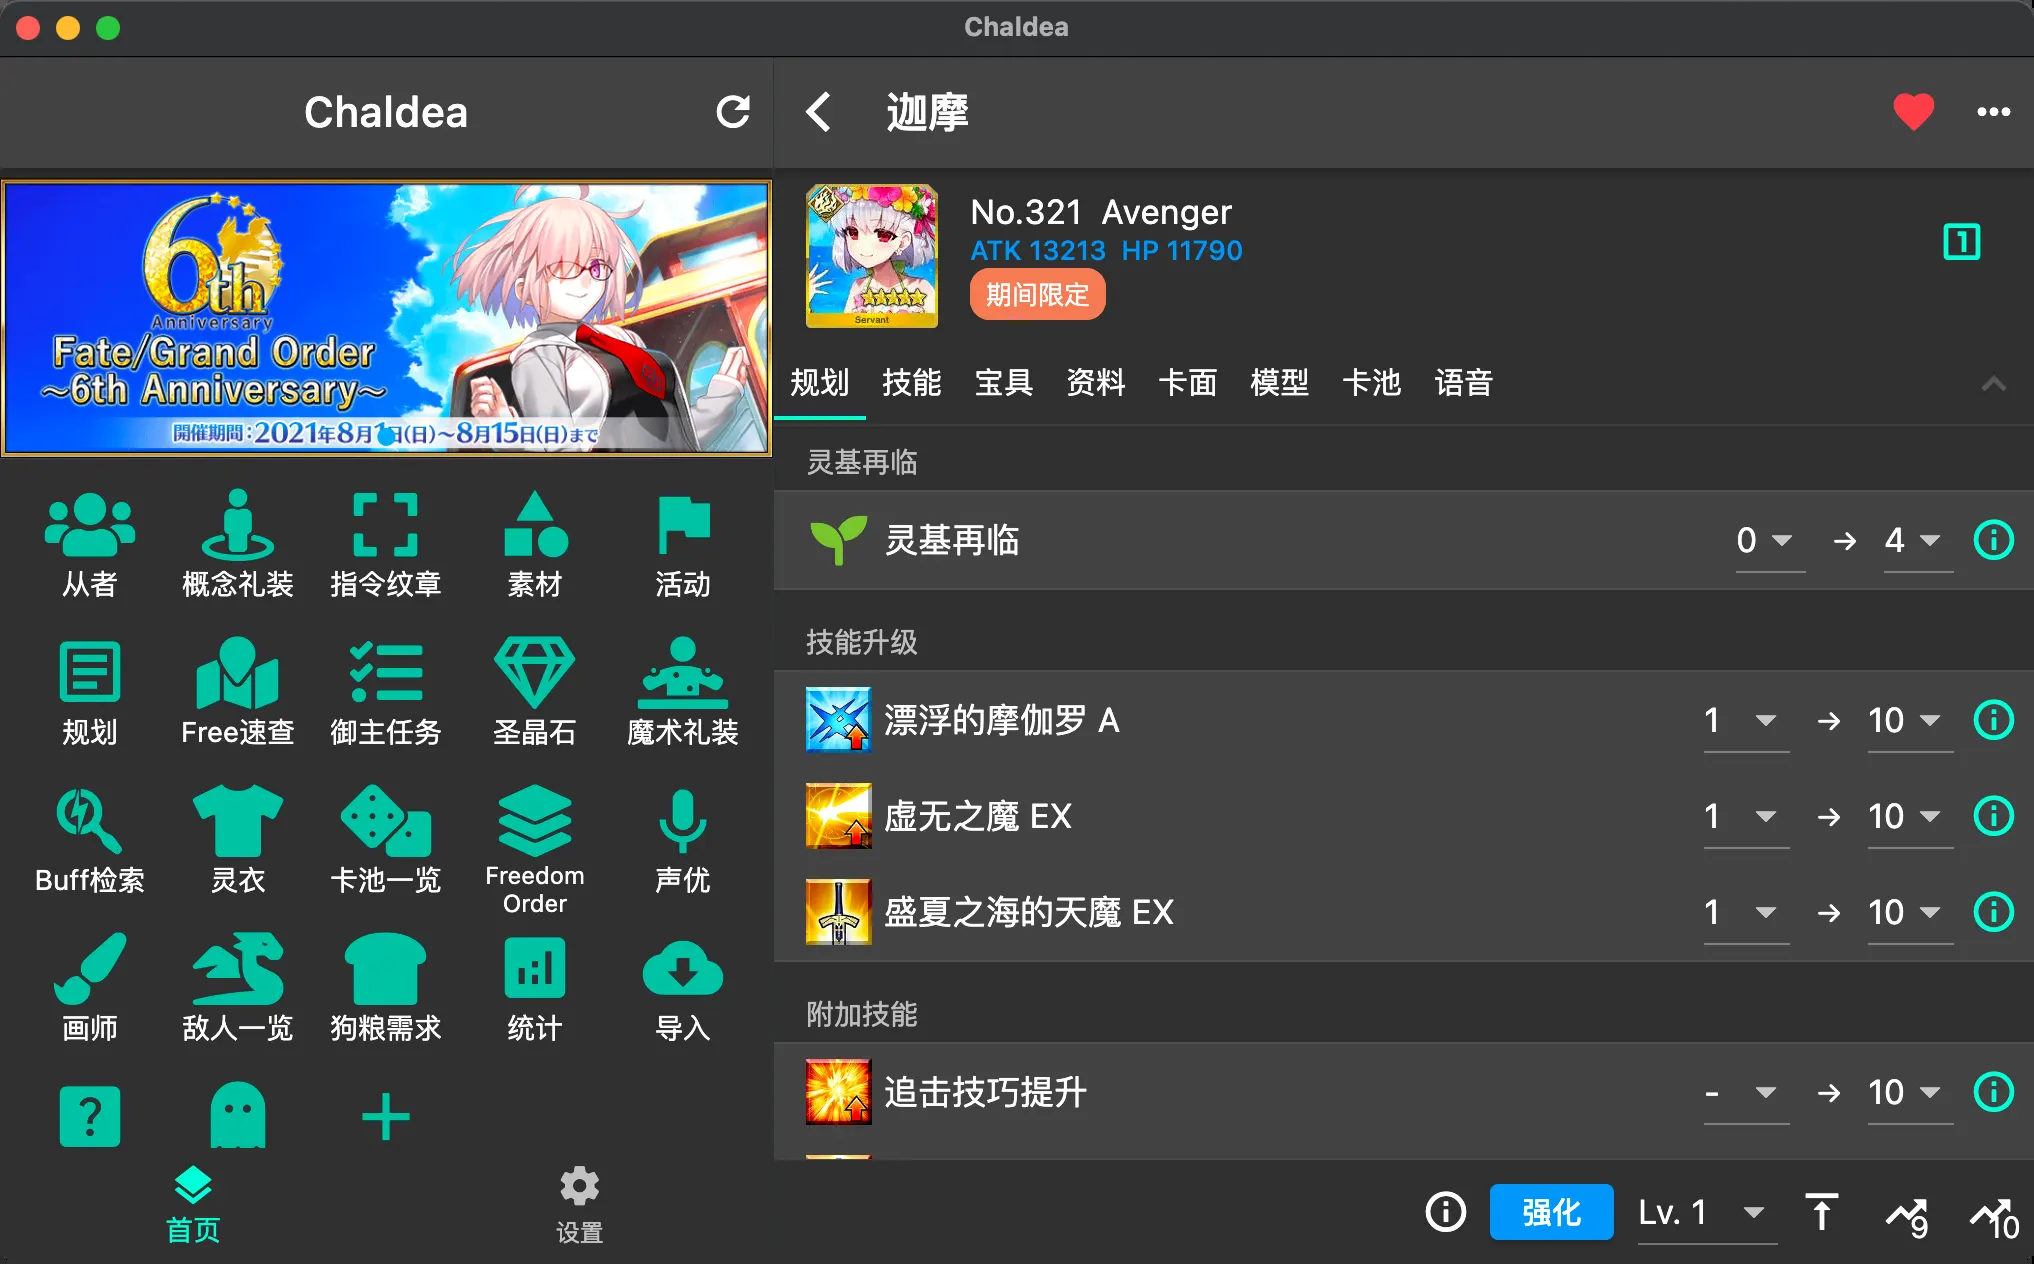 Chaldea
Chaldea
6th
Anniversary
Fate/Grand Order
~6th Anniversary~
開催期間:2021年8月1日(日)~8月15日(日)まで
从者
概念礼装
指令纹章
素材
活动
规划
Free速查
御主任务
圣晶石
魔术礼装
Buff检索
灵衣
卡池一览
Freedom
Order
声优
画师
敌人一览
狗粮需求
统计
导入
首页
设置
迦摩
Servant
No.321 Avenger
ATK 13213 HP 11790
期间限定
1
规划 技能 宝具 资料 卡面 模型 卡池 语音
灵基再临
灵基再临 0 → 4
技能升级
漂浮的摩伽罗 A 1 → 10
虚无之魔 EX 1 → 10
盛夏之海的天魔 EX 1 → 10
附加技能
追击技巧提升 - → 10
强化 Lv. 1 9 10